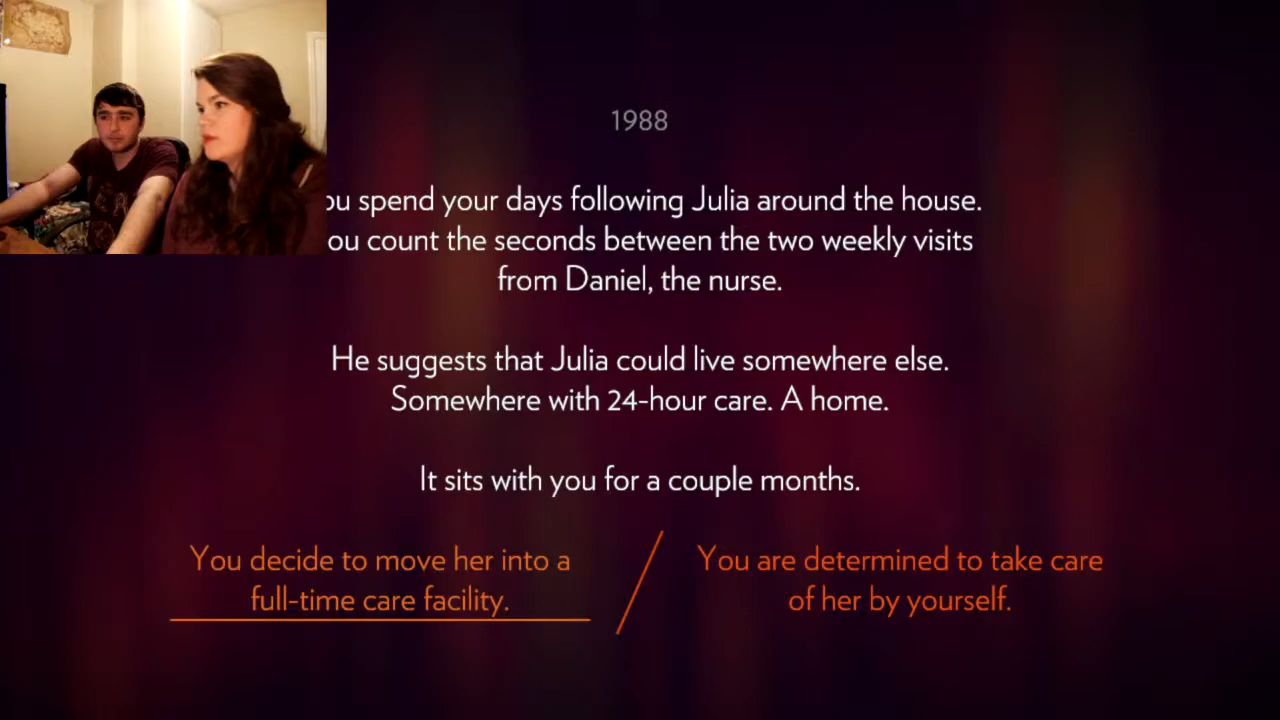 1988
ou spend your days following Julia around the house.
ou count the seconds between the two weekly visits
from Daniel, the nurse.
He suggests that Julia could live somewhere else.
Somewhere with 24-hour care. A home.
It sits with you for a couple months.
You decide to move her into a
full-time care facility.
You are determined to take care
of her by yourself.